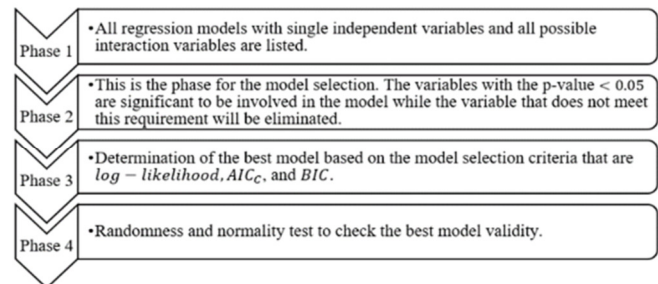 Phase 1
•All regression models with single independent variables and all possible
interaction variables are listed.
Phase 2
•This is the phase for the model selection. The variables with the p-value < 0.05
are significant to be involved in the model while the variable that does not meet
this requirement will be eliminated.
Phase 3
•Determination of the best model based on the model selection criteria that are
log − likelihood, AICC, and BIC.
Phase 4
•Randomness and normality test to check the best model validity.